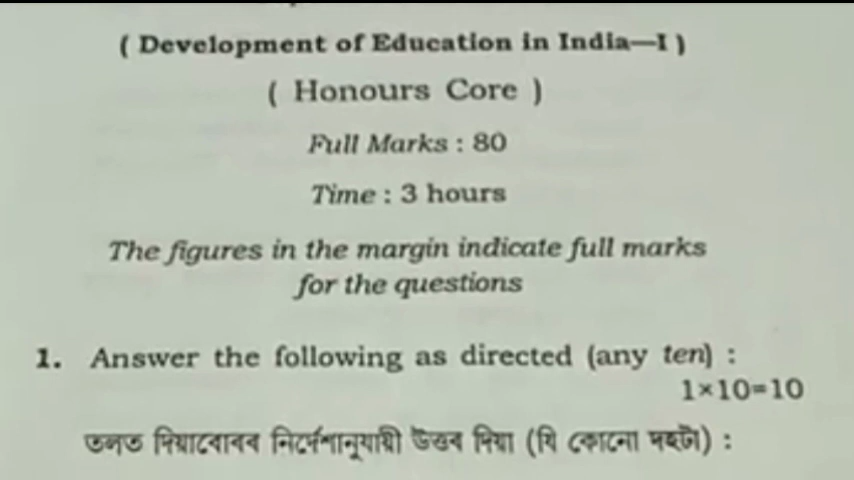 ( Development of Education in India—I )
( Honours Core )
Full Marks : 80
Time : 3 hours
The figures in the margin indicate full marks
for the questions
1. Answer the following as directed (any ten) :
1×10=10
তলত দিয়াবোৰৰ নিৰ্দেশানুযায়ী উত্তৰ দিয়া (যি কোনো দহটা) :